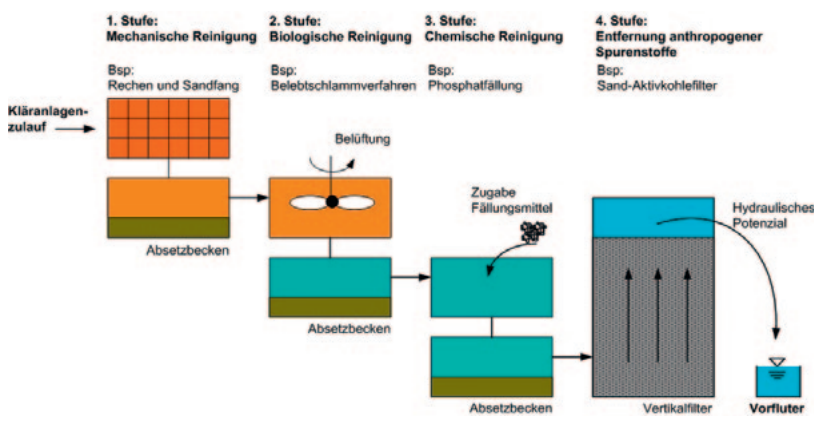 1. Stufe:
Mechanische Reinigung
Bsp:
Rechen und Sandfang
2. Stufe:
Biologische Reinigung
Bsp:
Belebtschlammverfahren
3. Stufe:
Chemische Reinigung
Bsp:
Phosphatfällung
4. Stufe:
Entfernung anthropogener
Spurenstoffe
Bsp:
Sand-Aktivkohlefilter
Kläranlagen-
zulauf
Belüftung
Absetzbecken
Zugabe
Fällungsmittel
Hydraulisches
Potenzial
Absetzbecken
Absetzbecken
Vertikalfilter
Vorfluter